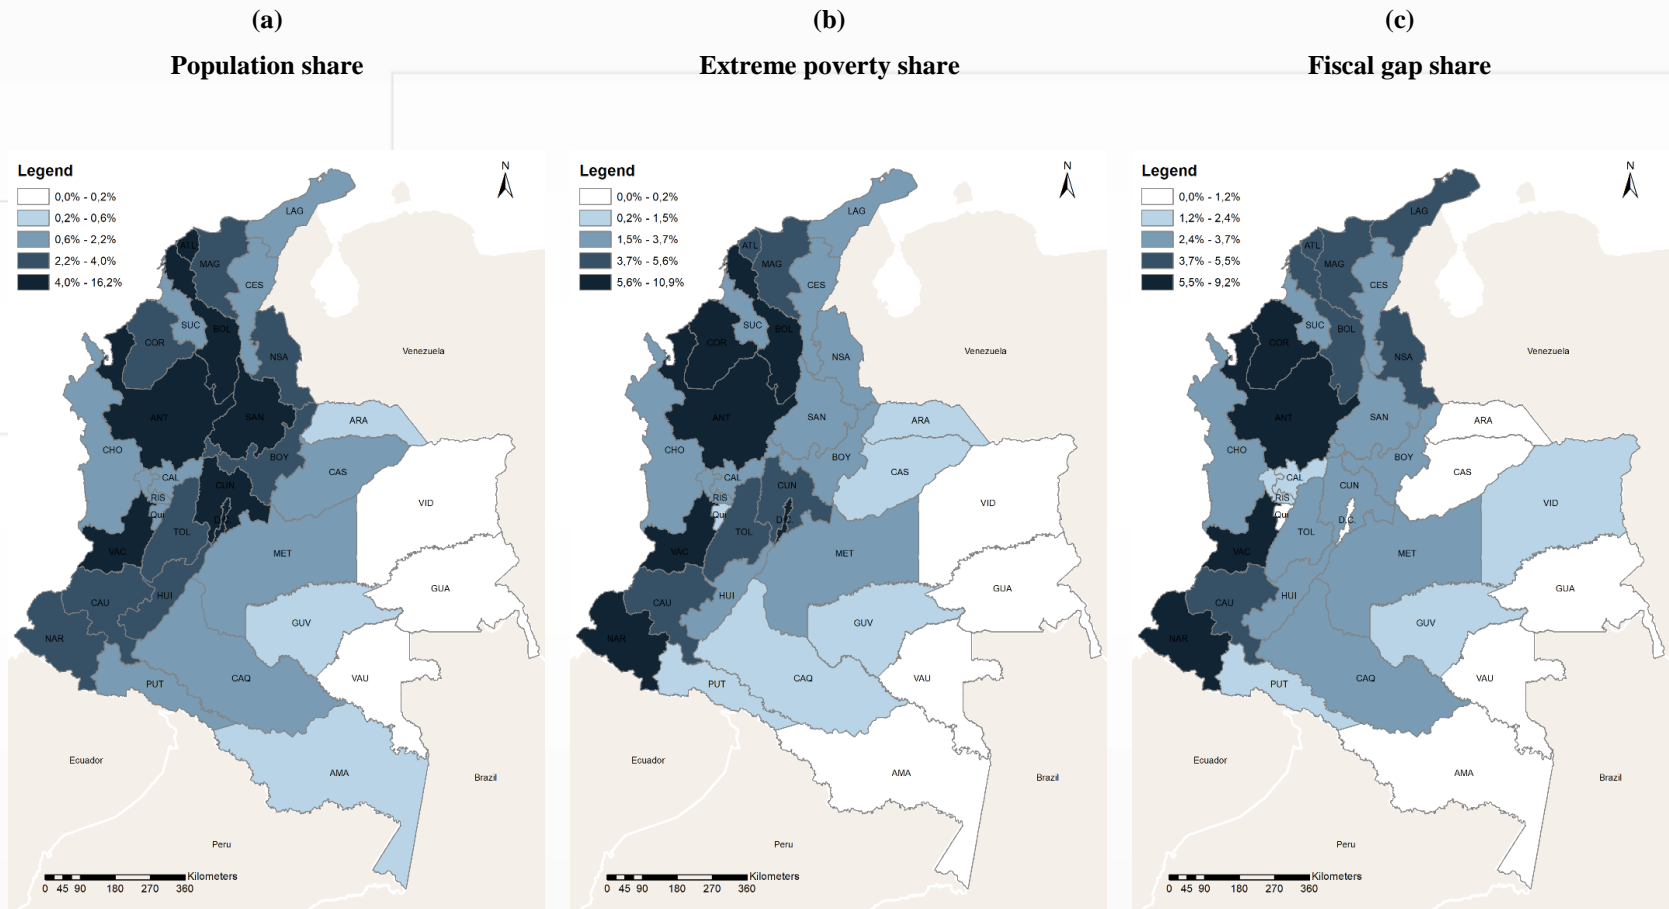 (a)
Population share
Legend
0,0% - 0,2%
0,2% - 0,6%
0,6% - 2,2%
2,2% - 4,0%
4,0% - 16,2%
N
LAG
ATL
MAG
CES
SUC
BOL
COR
NSA
Venezuela
ANT
SAN
ARA
CHO
BOY
CAS
CAL
CUN
RIS
VID
Qui
D.C.
TOL
VAC
MET
GUA
HUI
CAU
GUV
NAR
CAQ
VAU
PUT
Ecuador
AMA
Brazil
Peru
Kilometers
0 45 90 180 270 360
(b)
Extreme poverty share
Legend
0,0% - 0,2%
0,2% - 1,5%
1,5% - 3,7%
3,7% - 5,6%
5,6% - 10,9%
N
LAG
ATL
MAG
CES
SUC
BOL
COR
NSA
Venezuela
ANT
SAN
ARA
CHO
BOY
CAS
CAL
CUN
RIS
VID
Qui
D.C.
TOL
VAC
MET
GUA
HUI
CAU
GUV
NAR
CAQ
VAU
PUT
Ecuador
AMA
Brazil
Peru
Kilometers
0 45 90 180 270 360
(c)
Fiscal gap share
Legend
0,0% - 1,2%
1,2% - 2,4%
2,4% - 3,7%
3,7% - 5,5%
5,5% - 9,2%
N
LAG
ATL
MAG
CES
SUC
BOL
COR
NSA
Venezuela
ANT
SAN
ARA
CHO
BOY
CAS
CAL
CUN
RIS
VID
Qui
D.C.
TOL
VAC
MET
GUA
HUI
CAU
GUV
NAR
CAQ
VAU
PUT
Ecuador
AMA
Brazil
Peru
Kilometers
0 45 90 180 270 360